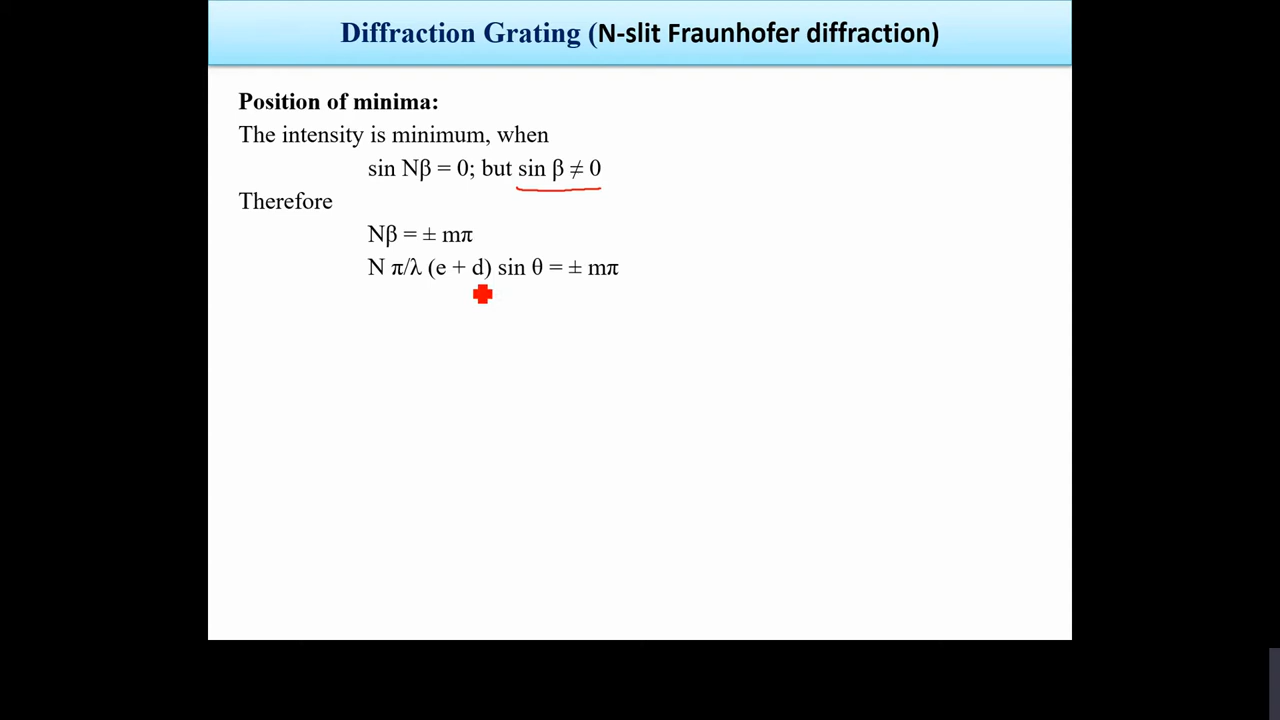 Diffraction Grating (N-slit Fraunhofer diffraction)
Position of minima:
The intensity is minimum, when
sin Nβ = 0; but sin β ≠ 0
Therefore
Nβ = ± mπ
N π/λ (e + d) sin θ = ± mπ